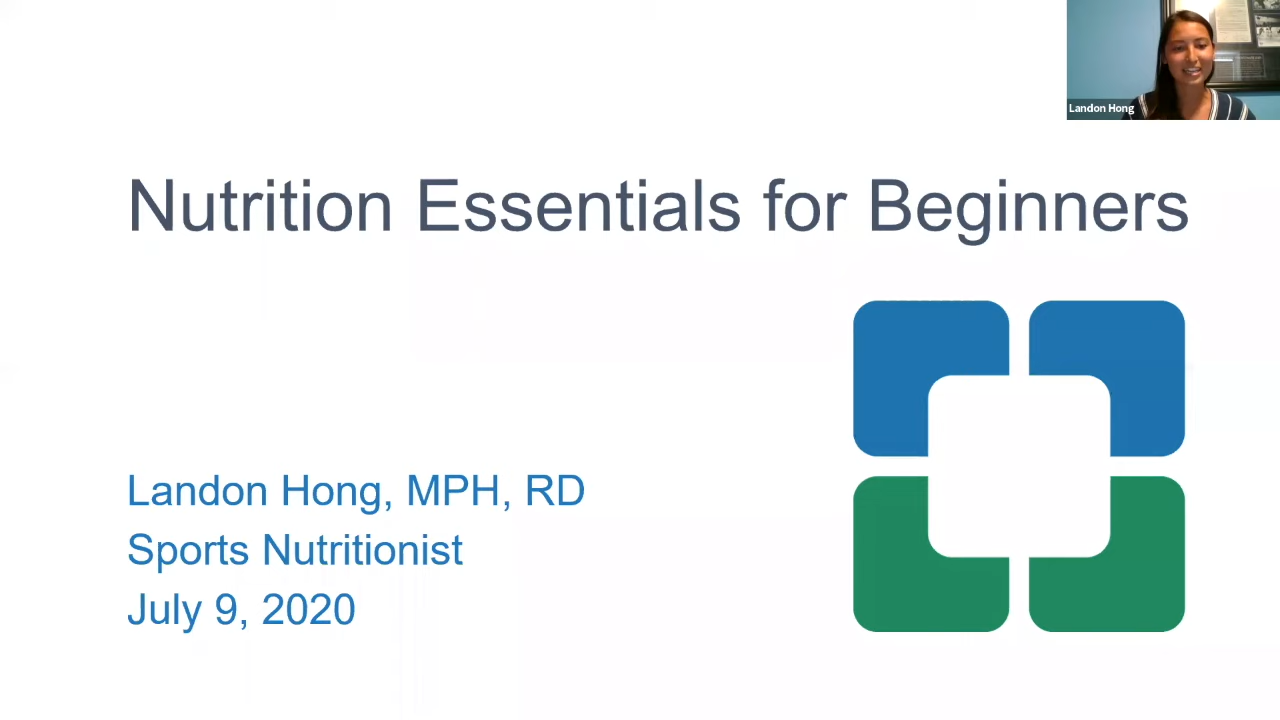 Landon Hong
Nutrition Essentials for Beginners
Landon Hong, MPH, RD
Sports Nutritionist
July 9, 2020